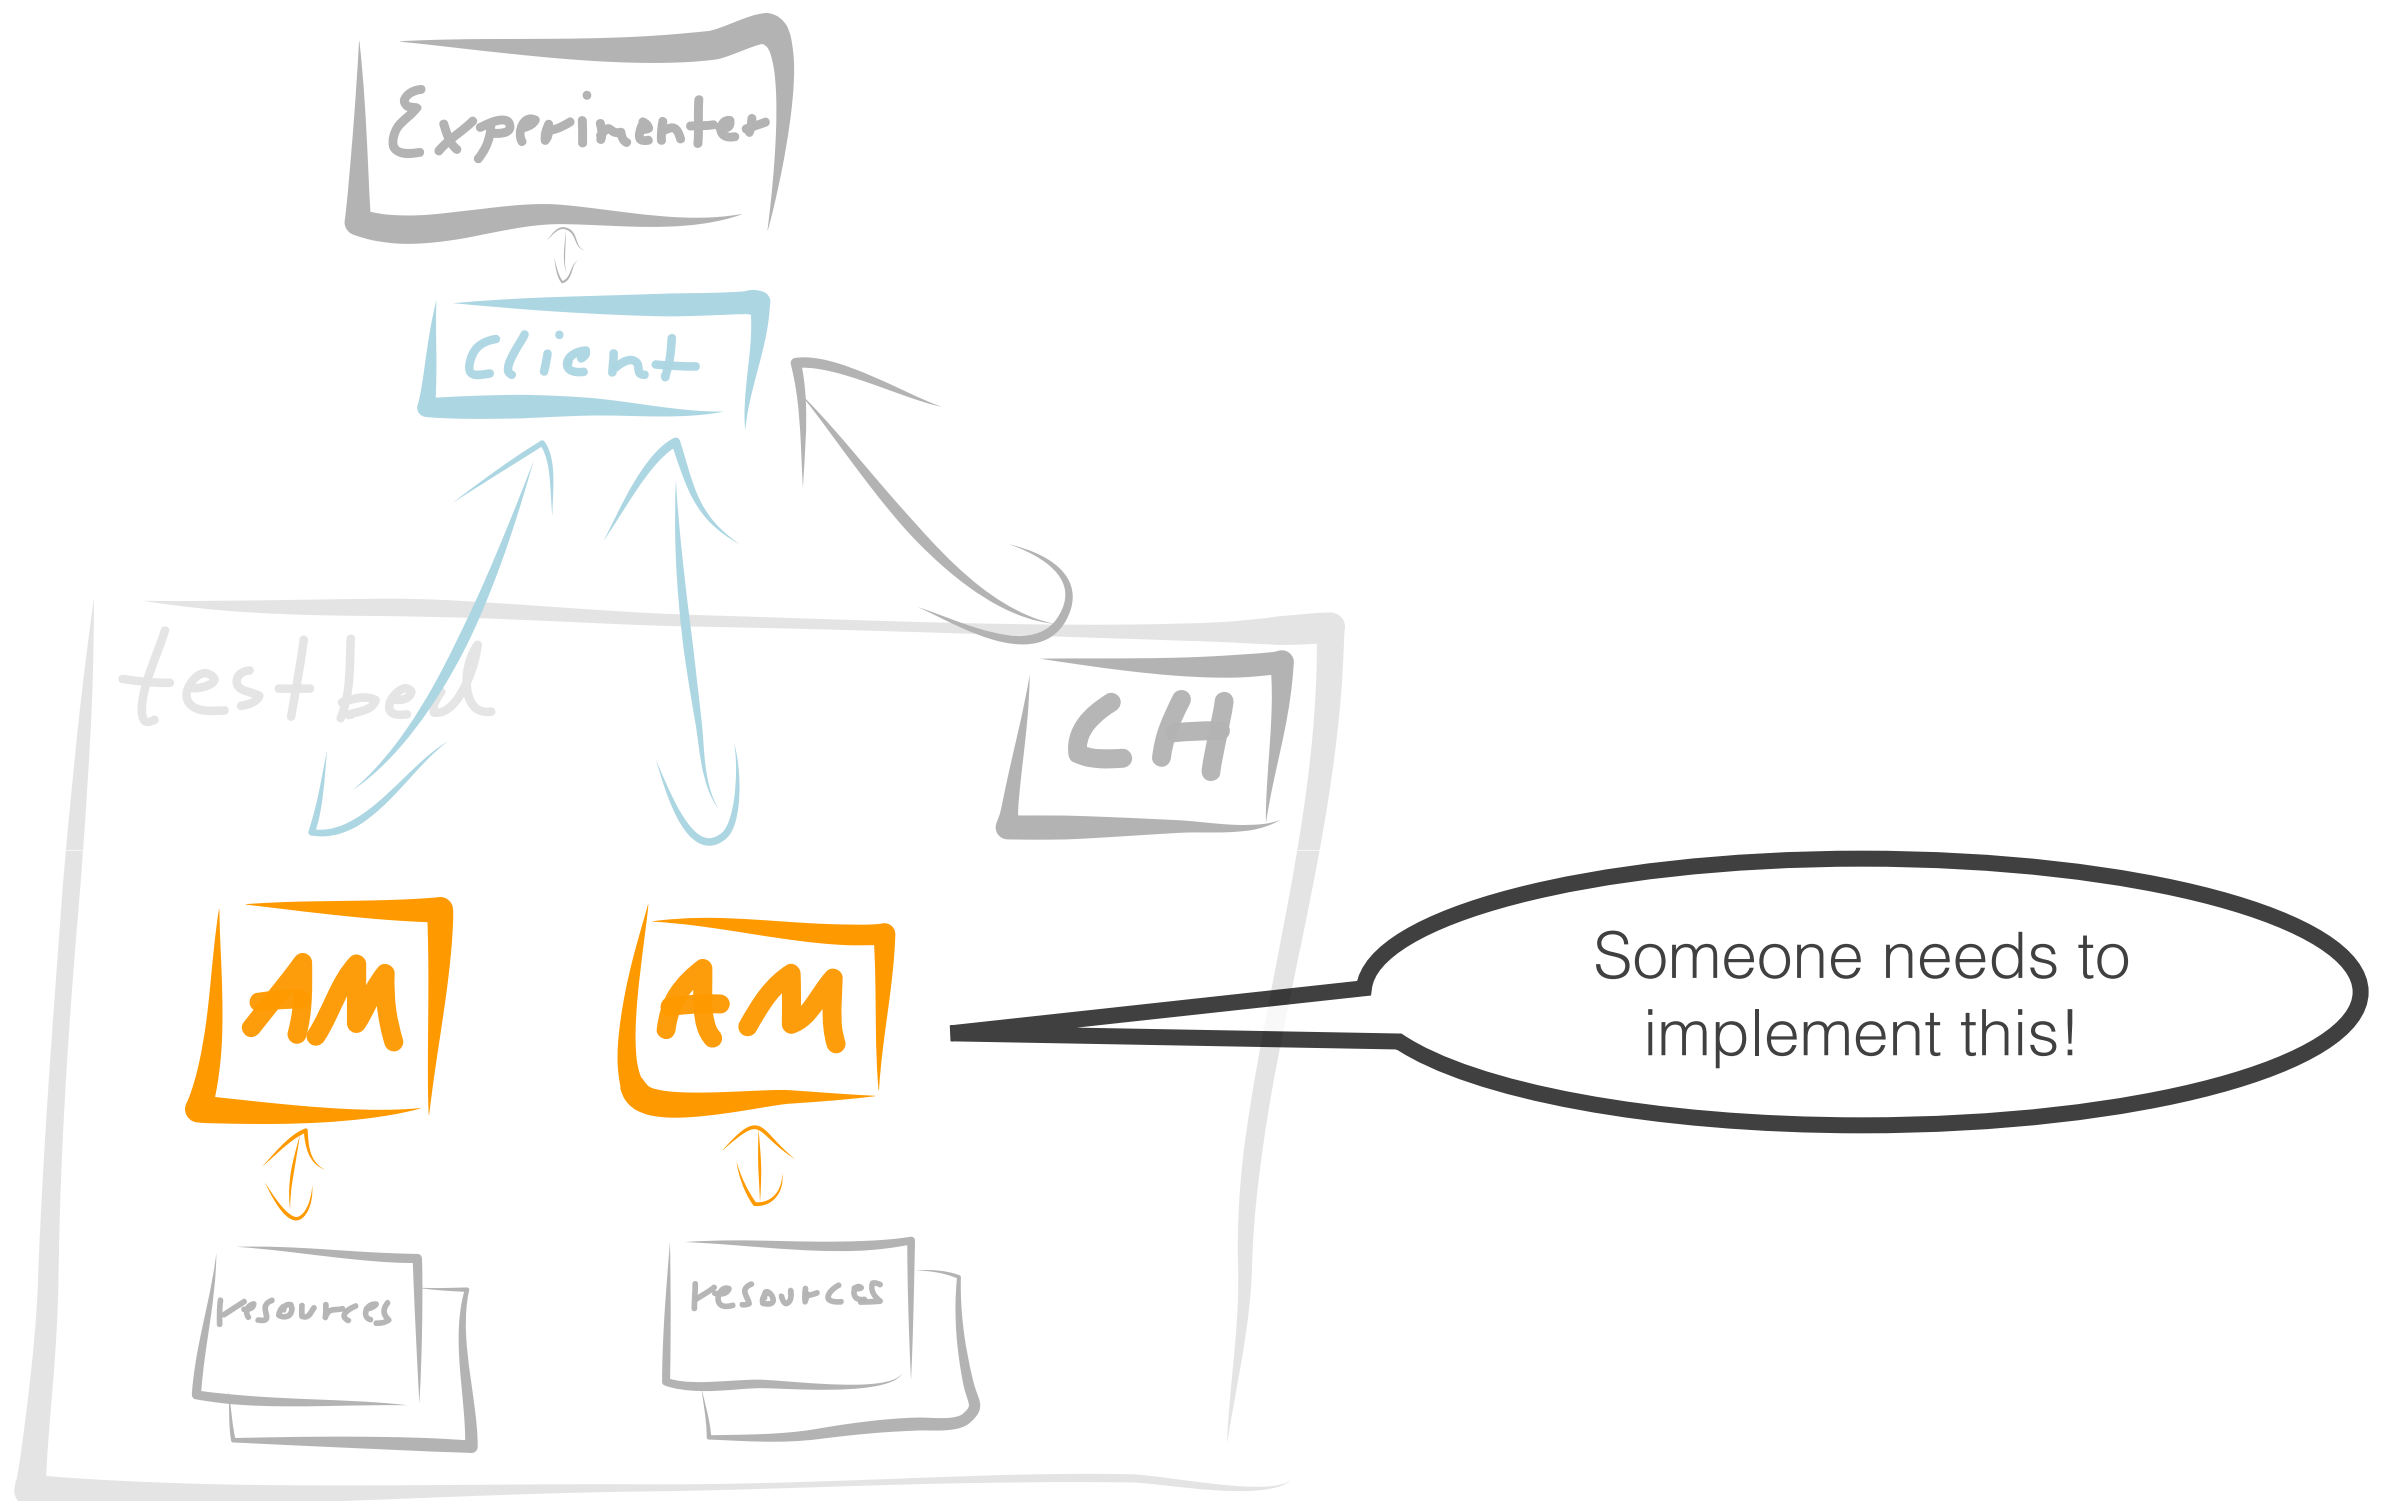 Experimenter
Client
testbed
CH
AM
AM
Someone needs to
implement this!
resources
resources